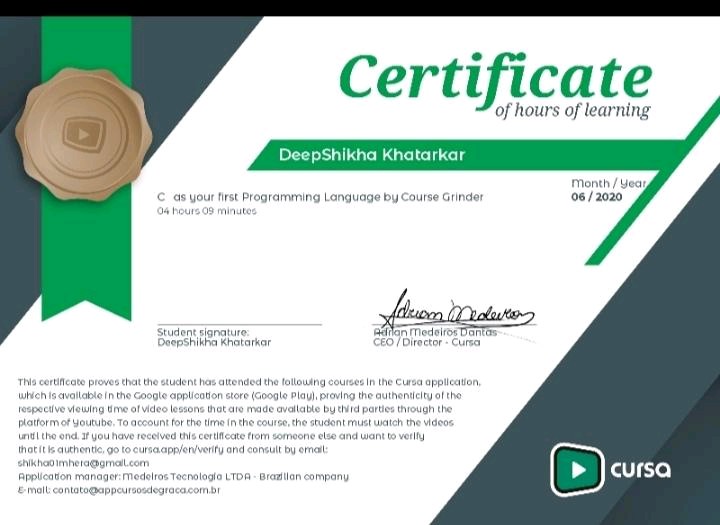 Certificate
of hours of learning
DeepShikha Khatarkar
Month / Year
06 / 2020
C as your first Programming Language by Course Grinder
04 hours 09 minutes
Adrian Medeiros
Student signature:
DeepShikha Khatarkar
Adrian Medeiros Dantas
CEO / Director - Cursa
This certificate proves that the student has attended the following courses in the Cursa application,
which is available in the Google application store (Google Play), proving the authenticity of the
respective viewing time of video lessons that are made available by third parties through the
platform of Youtube. To account for the time in the course, the student must watch the videos
until the end. If you have received this certificate from someone else and want to verify
that it is authentic, go to cursa.app/en/verify and consult by email:
shikha01mhera@gmail.com
Application manager: Medeiros Tecnologia LTDA - Brazilian company
E-mail: contato@appcursosdegraca.com.br
cursa